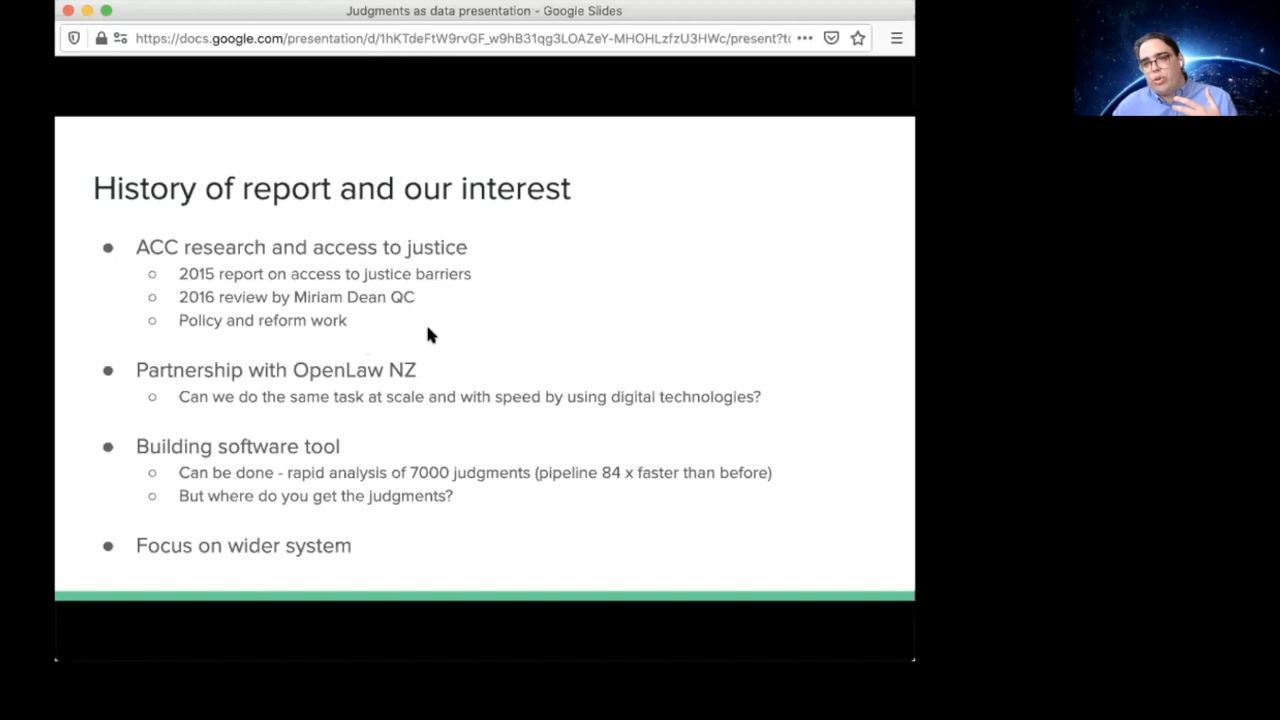 Judgments as data presentation - Google Slides
https://docs.google.com/presentation/d/1hKTdeFtW9rvGF_w9hB31qg3LOAZeY-MHOHLzfzU3HWc/present?to
History of report and our interest
ACC research and access to justice
2015 report on access to justice barriers
2016 review by Miriam Dean QC
Policy and reform work
Partnership with OpenLaw NZ
Can we do the same task at scale and with speed by using digital technologies?
Building software tool
Can be done - rapid analysis of 7000 judgments (pipeline 84 x faster than before)
But where do you get the judgments?
Focus on wider system